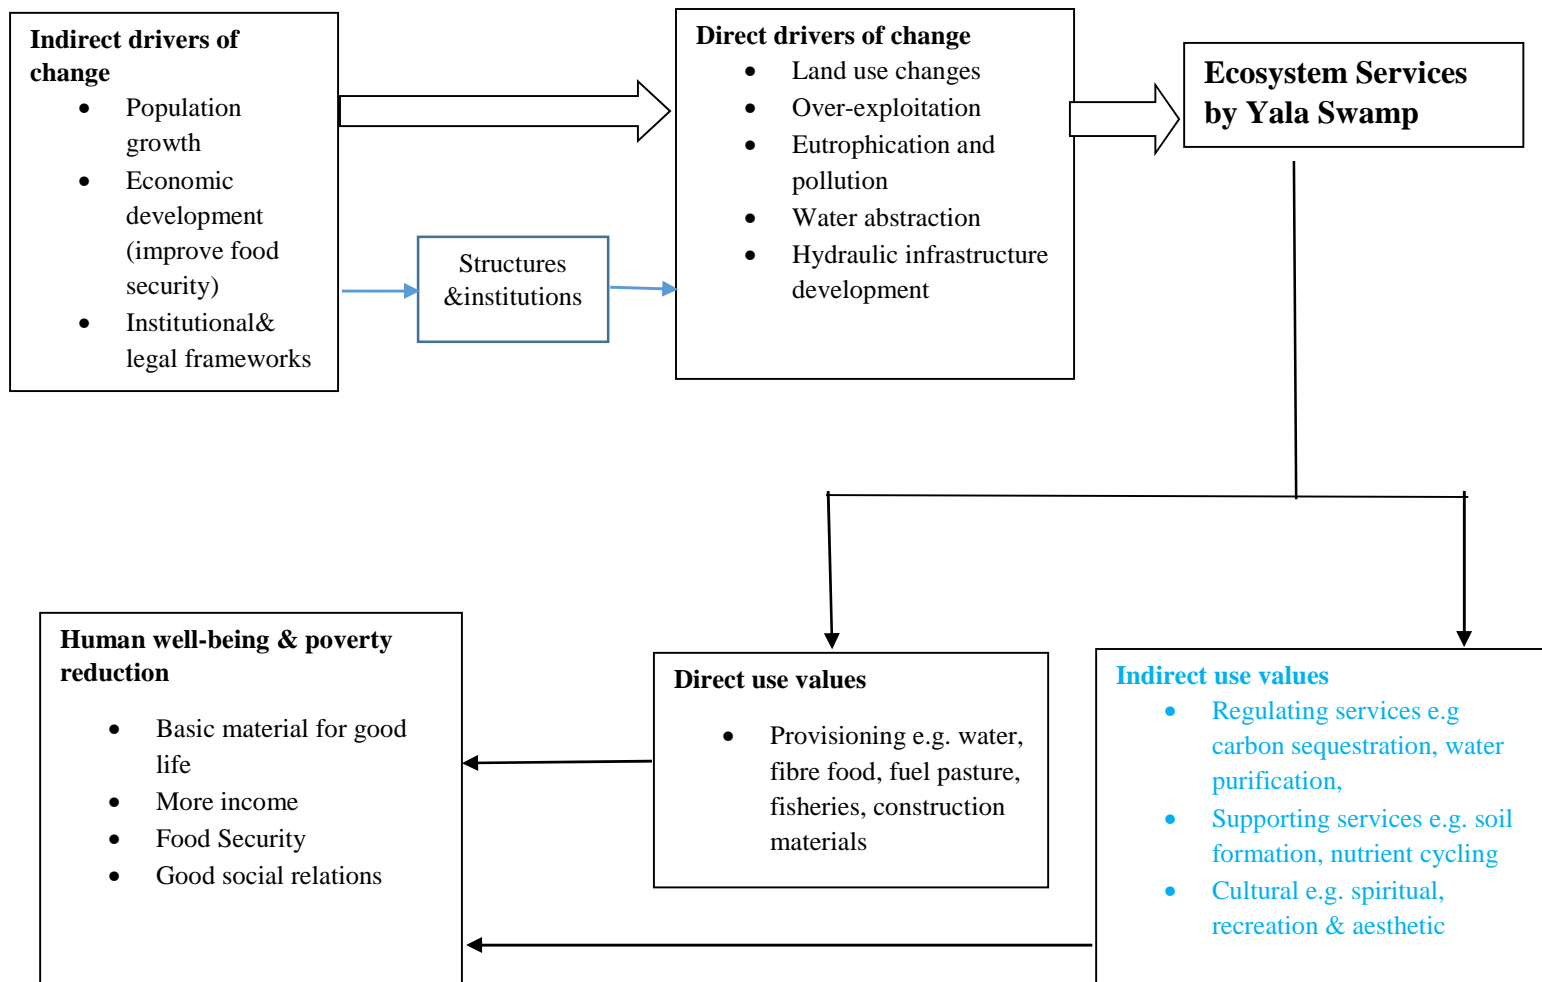 Indirect drivers of
change
• Population
growth
• Economic
development
(improve food
security)
• Institutional&
legal frameworks
Structures
&institutions
Direct drivers of change
• Land use changes
• Over-exploitation
• Eutrophication and
pollution
• Water abstraction
• Hydraulic infrastructure
development
Ecosystem Services
by Yala Swamp
Human well-being & poverty
reduction
• Basic material for good
life
• More income
• Food Security
• Good social relations
Direct use values
• Provisioning e.g. water,
fibre food, fuel pasture,
fisheries, construction
materials
Indirect use values
• Regulating services e.g
carbon sequestration, water
purification,
• Supporting services e.g. soil
formation, nutrient cycling
• Cultural e.g. spiritual,
recreation & aesthetic